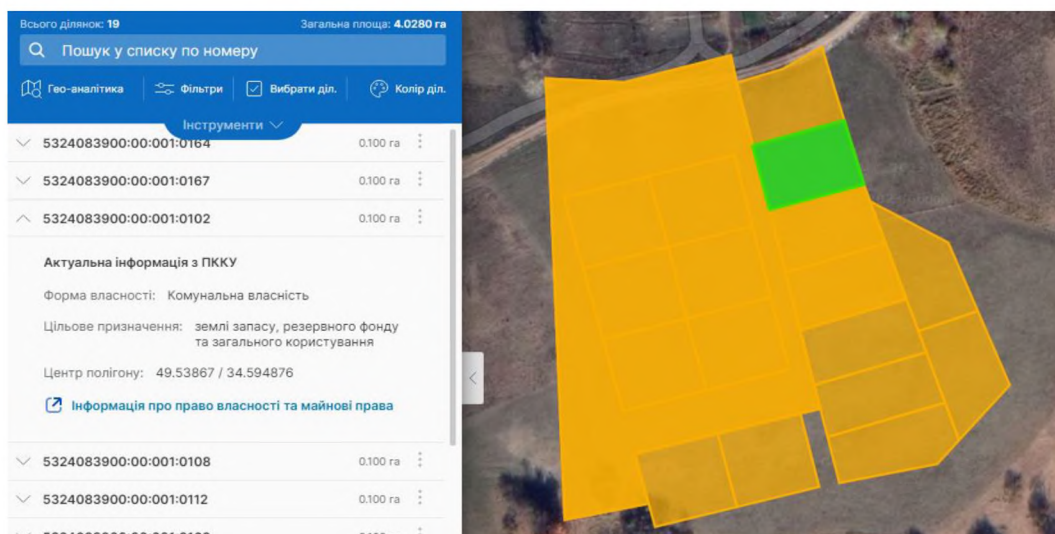 Всього ділянок: 19 Загальна площа: 4.0280 га
Пошук у списку по номеру
Гео-аналітика Фільтри Вибрати діл. Колір діл.
Інструменти
5324083900:00:001:0164 0.100 га
5324083900:00:001:0167 0.100 га
5324083900:00:001:0102 0.100 га
Актуальна інформація з ПККУ
Форма власності: Комунальна власність
Цільове призначення: землі запасу, резервного фонду
та загального користування
Центр полігону: 49.53867 / 34.594876
Інформація про право власності та майнові права
5324083900:00:001:0108 0.100 га
5324083900:00:001:0112 0.100 га